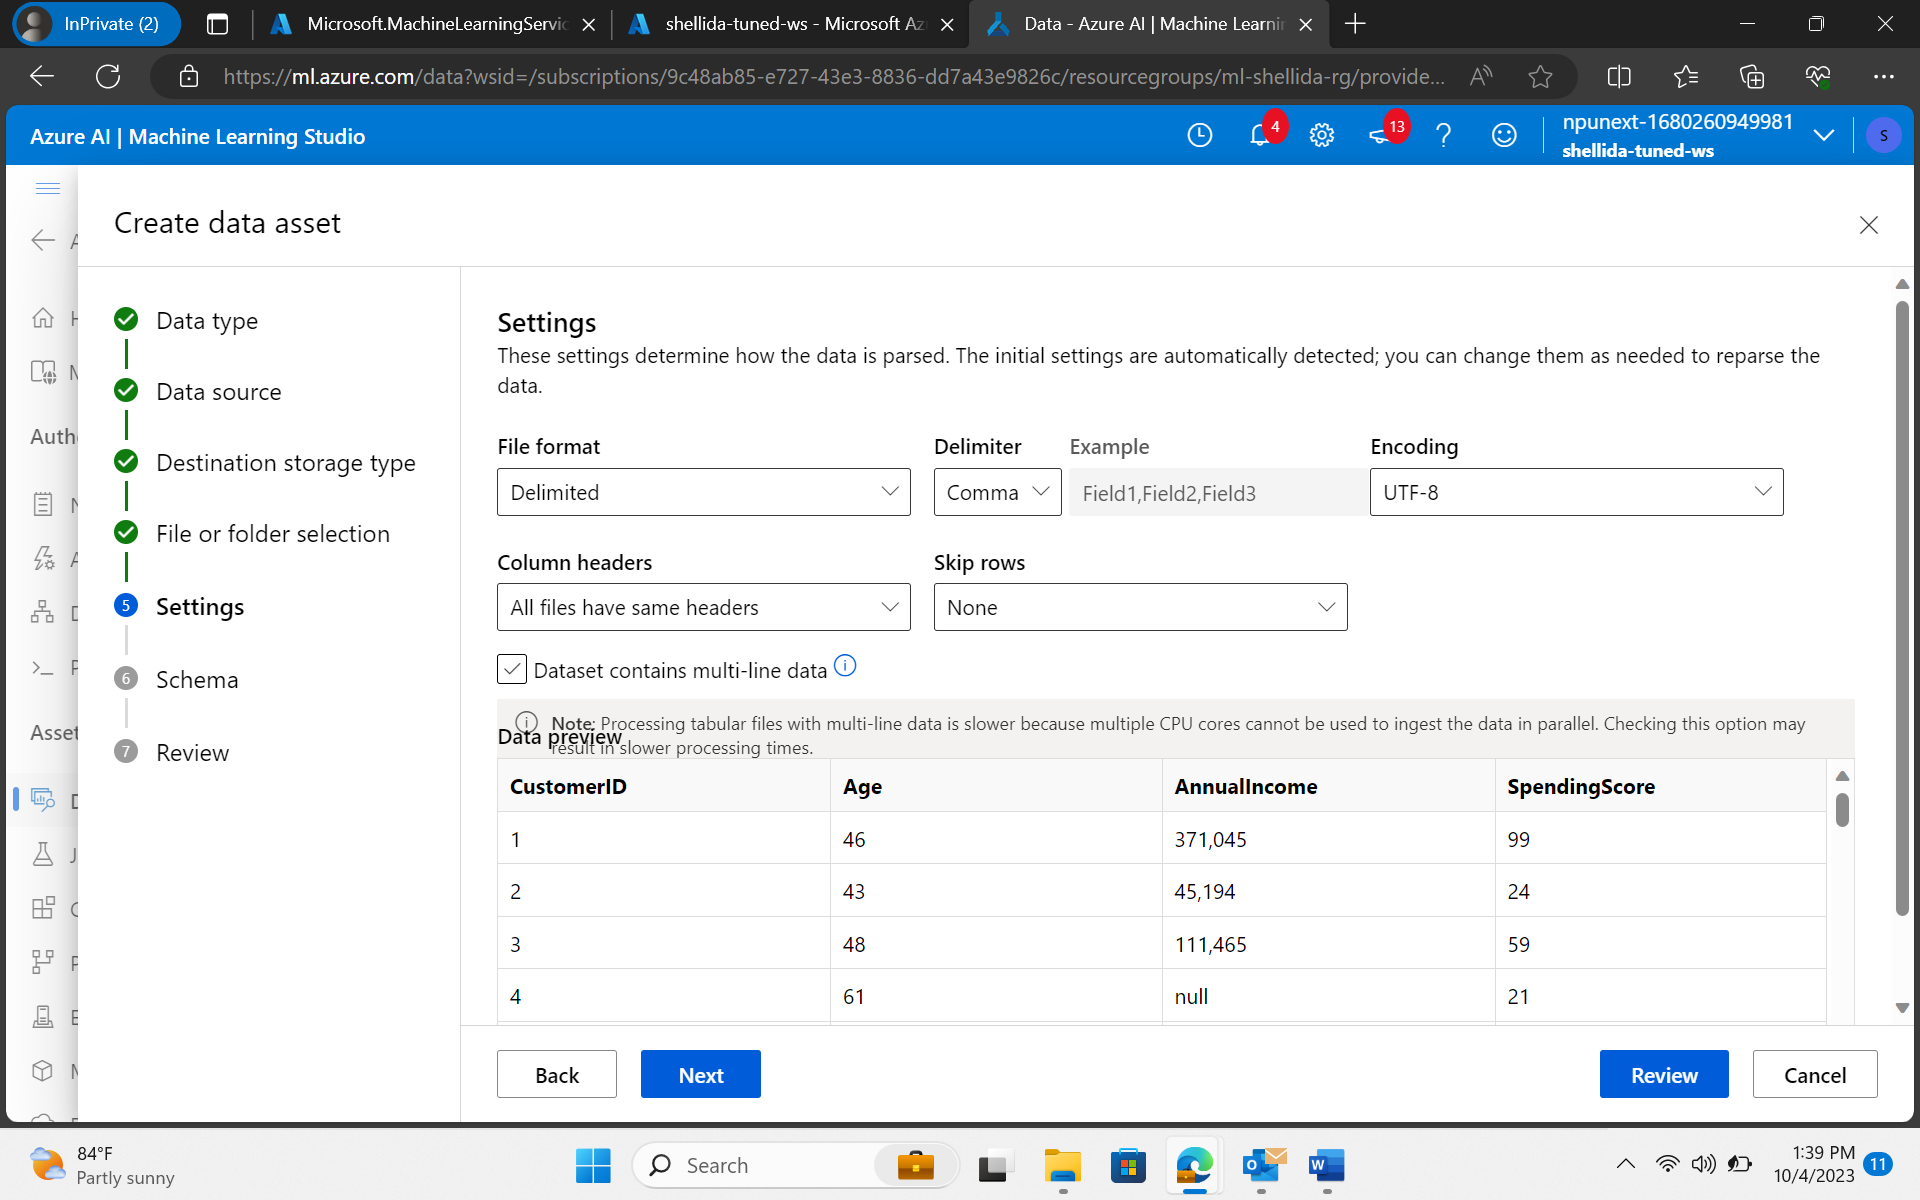 InPrivate (2)
Microsoft.MachineLearningServic
shellida-tuned-ws - Microsoft Az
Data - Azure AI | Machine Learnin
https://ml.azure.com/data?wsid=/subscriptions/9c48ab85-e727-43e3-8836-dd7a43e9826c/resourcegroups/ml-shellida-rg/provide...
Azure AI | Machine Learning Studio
4
13
npunext-1680260949981
shellida-tuned-ws
S
Create data asset
Auth
Asset
Data type
Data source
Destination storage type
File or folder selection
5 Settings
6 Schema
7 Review
Settings
These settings determine how the data is parsed. The initial settings are automatically detected; you can change them as needed to reparse the
data.
File format Delimiter Example Encoding
Delimited Comma Field1,Field2,Field3 UTF-8
Column headers Skip rows
All files have same headers None
Dataset contains multi-line data
Note: Processing tabular files with multi-line data is slower because multiple CPU cores cannot be used to ingest the data in parallel. Checking this option may
result in slower processing times.
Data preview
CustomerID Age AnnualIncome SpendingScore
1 46 371,045 99
2 43 45,194 24
3 48 111,465 59
4 61 null 21
Back Next Review Cancel
84°F
Partly sunny
Search
1:39 PM
10/4/2023
11